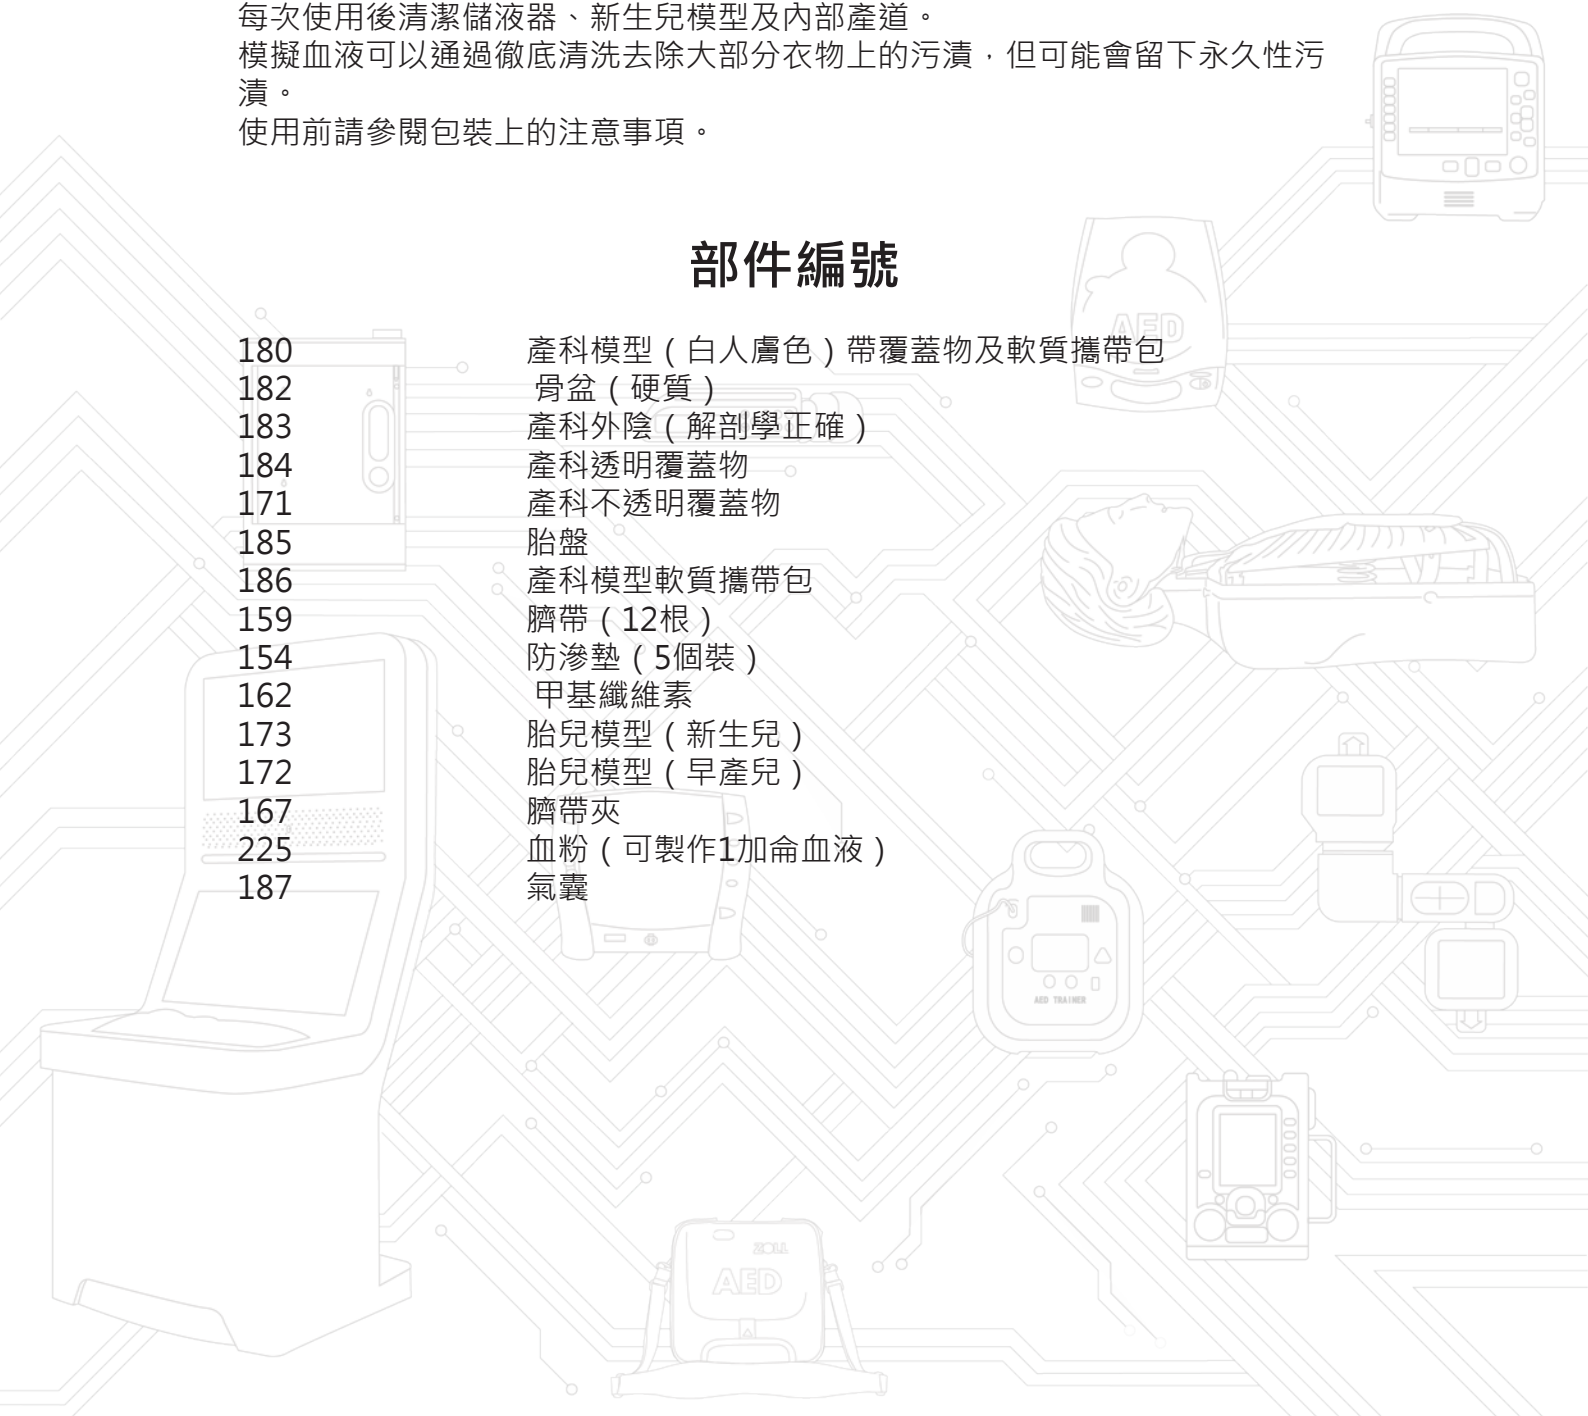 每次使用後清潔儲液器、新生兒模型及內部產道。
模擬血液可以通過徹底清洗去除大部分衣物上的污漬，但可能會留下永久性污
漬。
使用前請參閱包裝上的注意事項。
部件編號
180 產科模型（白人膚色）帶覆蓋物及軟質攜帶包
182 骨盆（硬質）
183 產科外陰（解剖學正確）
184 產科透明覆蓋物
171 產科不透明覆蓋物
185 胎盤
186 產科模型軟質攜帶包
159 臍帶（12根）
154 防滲墊（5個裝）
162 甲基纖維素
173 胎兒模型（新生兒）
172 胎兒模型（早產兒）
167 臍帶夾
225 血粉（可製作1加侖血液）
187 氣囊
AED
AED TRAINER
ZOLL
AED